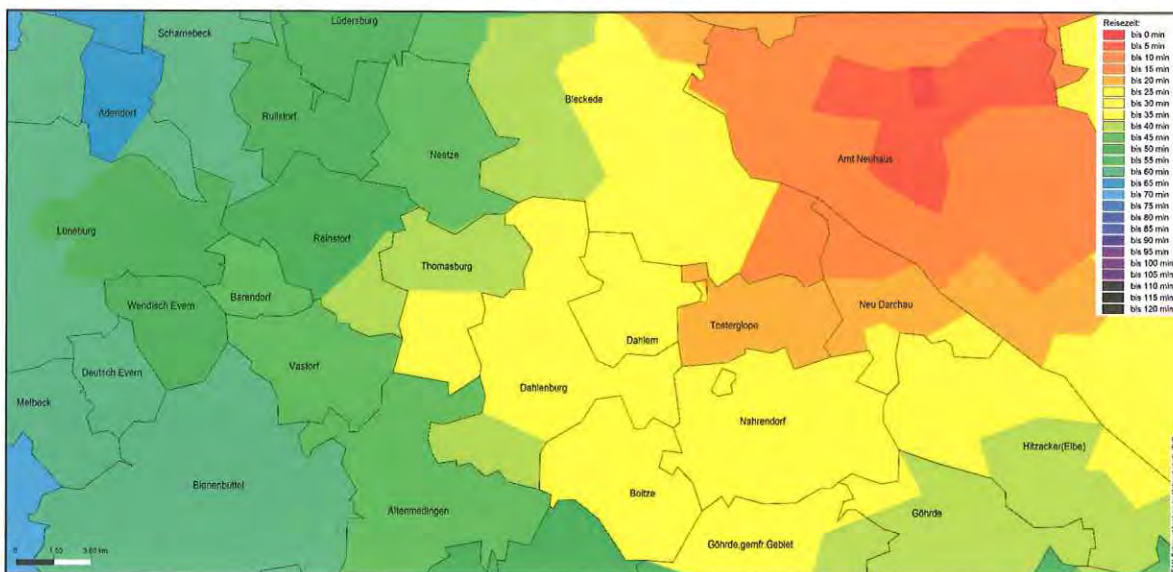 Scharnebeck
Lüdersburg
Adendorf
Rullstorf
Neetze
Bleckede
Amt Neuhaus
Lüneburg
Reinstorf
Thomasburg
Barendorf
Wendisch Evern
Neu Darchau
Tosterglope
Dahlem
Deutsch Evern
Vastorf
Dahlenburg
Melbeck
Nahrendorf
Hitzacker(Elbe)
Bienenbüttel
Boitze
Altenmedingen
Göhrde
Göhrde,gemfr.Gebiet
Reisezeit:
bis 0 min
bis 5 min
bis 10 min
bis 15 min
bis 20 min
bis 25 min
bis 30 min
bis 35 min
bis 40 min
bis 45 min
bis 50 min
bis 55 min
bis 60 min
bis 65 min
bis 70 min
bis 75 min
bis 80 min
bis 85 min
bis 90 min
bis 95 min
bis 100 min
bis 105 min
bis 110 min
bis 115 min
bis 120 min